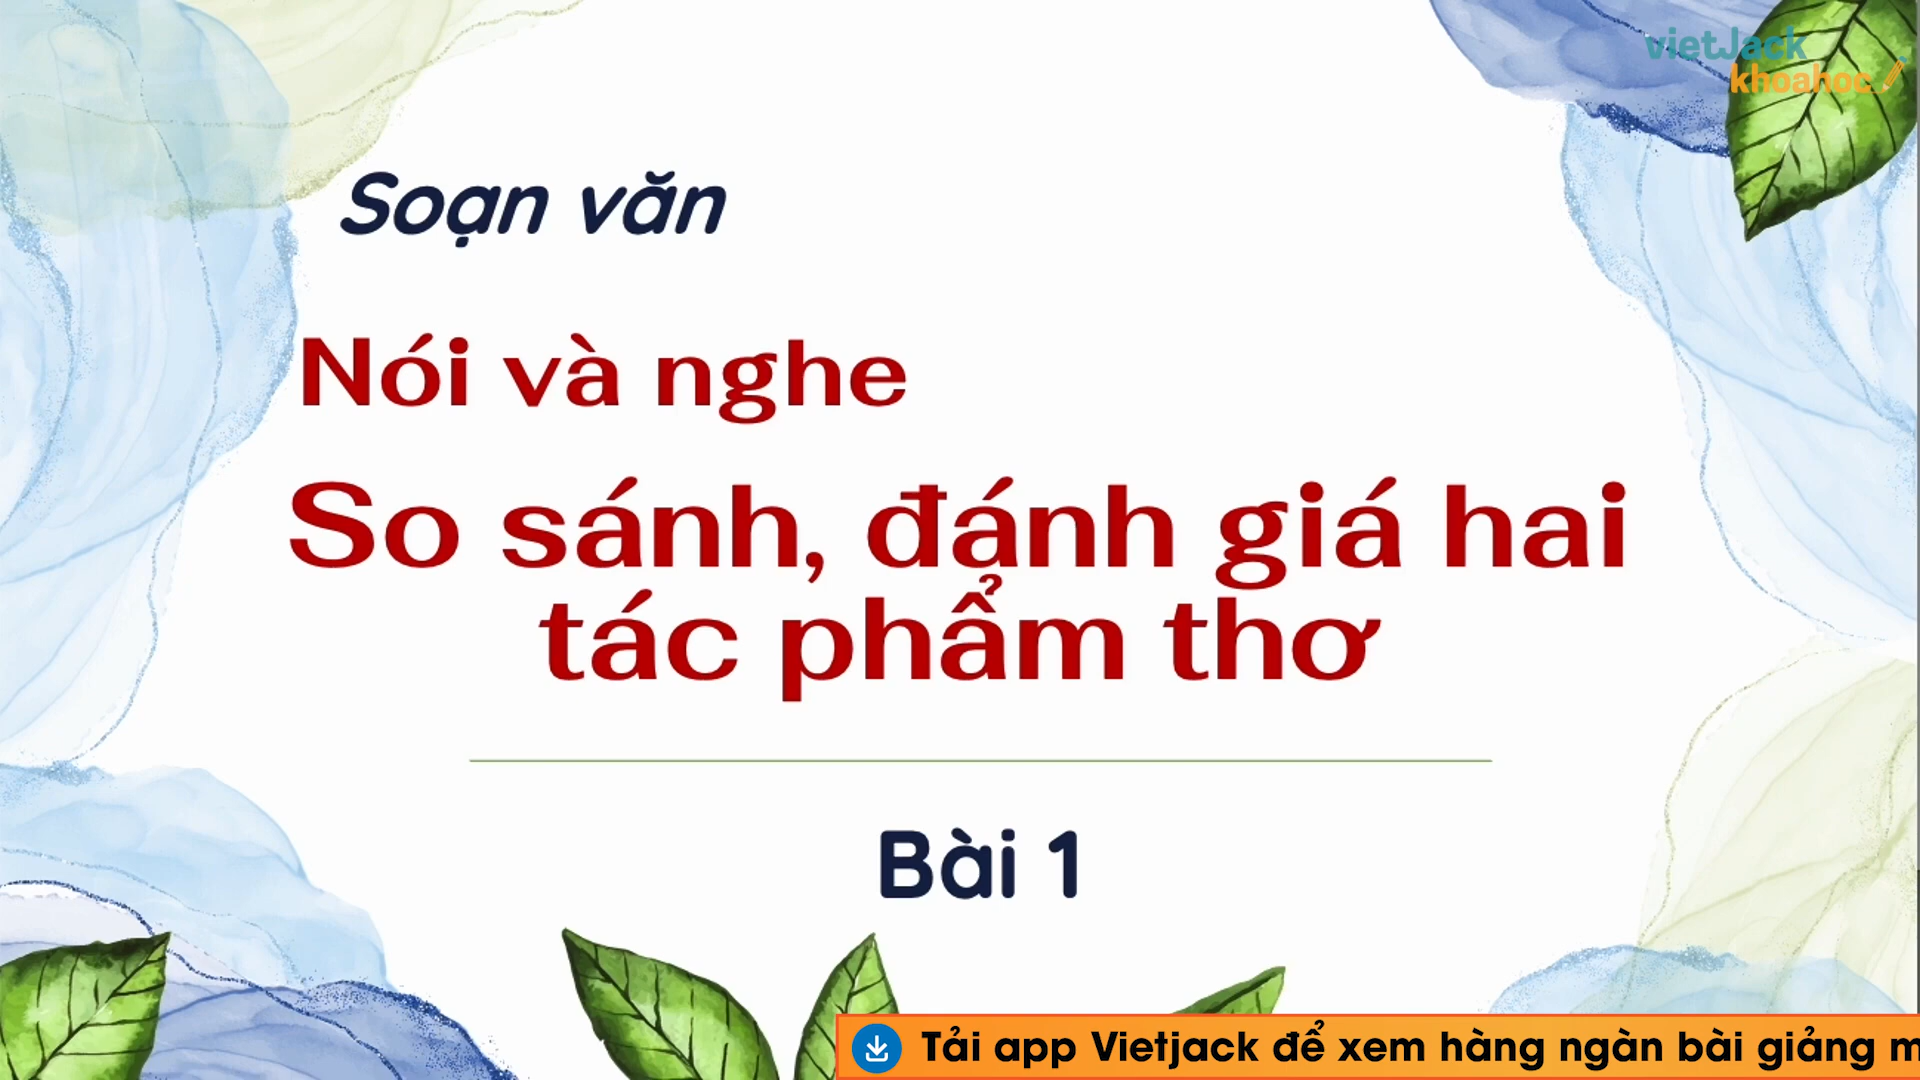 vietJack
khoahoc
Soạn văn
Nói và nghe
So sánh, đánh giá hai
tác phẩm thơ
Bài 1
Tải app Vietjack để xem hàng ngàn bài giảng